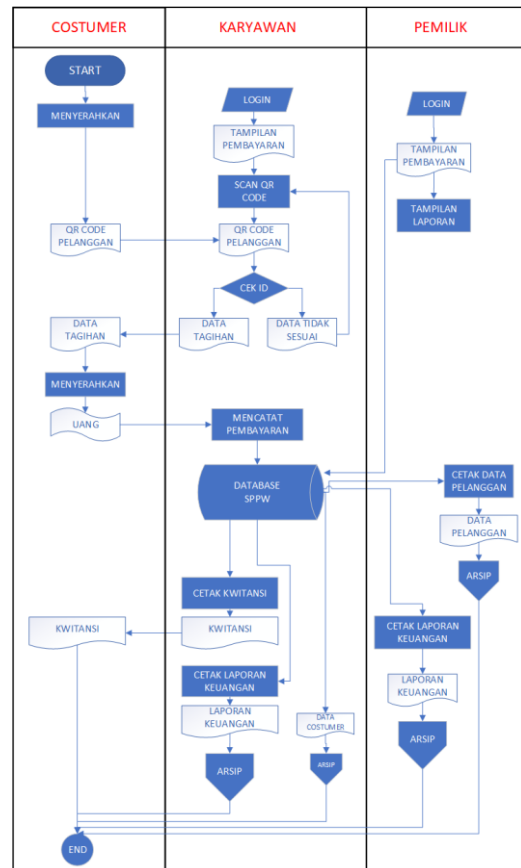 COSTUMER
KARYAWAN
PEMILIK
START
MENYERAHKAN
QR CODE
PELANGGAN
DATA
TAGIHAN
MENYERAHKAN
UANG
KWITANSI
END
LOGIN
TAMPILAN
PEMBAYARAN
SCAN QR
CODE
QR CODE
PELANGGAN
CEK ID
DATA
TAGIHAN
DATA TIDAK
SESUAI
MENCATAT
PEMBAYARAN
DATABASE
SPPW
CETAK KWITANSI
KWITANSI
CETAK LAPORAN
KEUANGAN
LAPORAN
KEUANGAN
ARSIP
DATA
COSTUMER
ARSIP
LOGIN
TAMPILAN
PEMBAYARAN
TAMPILAN
LAPORAN
CETAK DATA
PELANGGAN
DATA
PELANGGAN
ARSIP
CETAK LAPORAN
KEUANGAN
LAPORAN
KEUANGAN
ARSIP